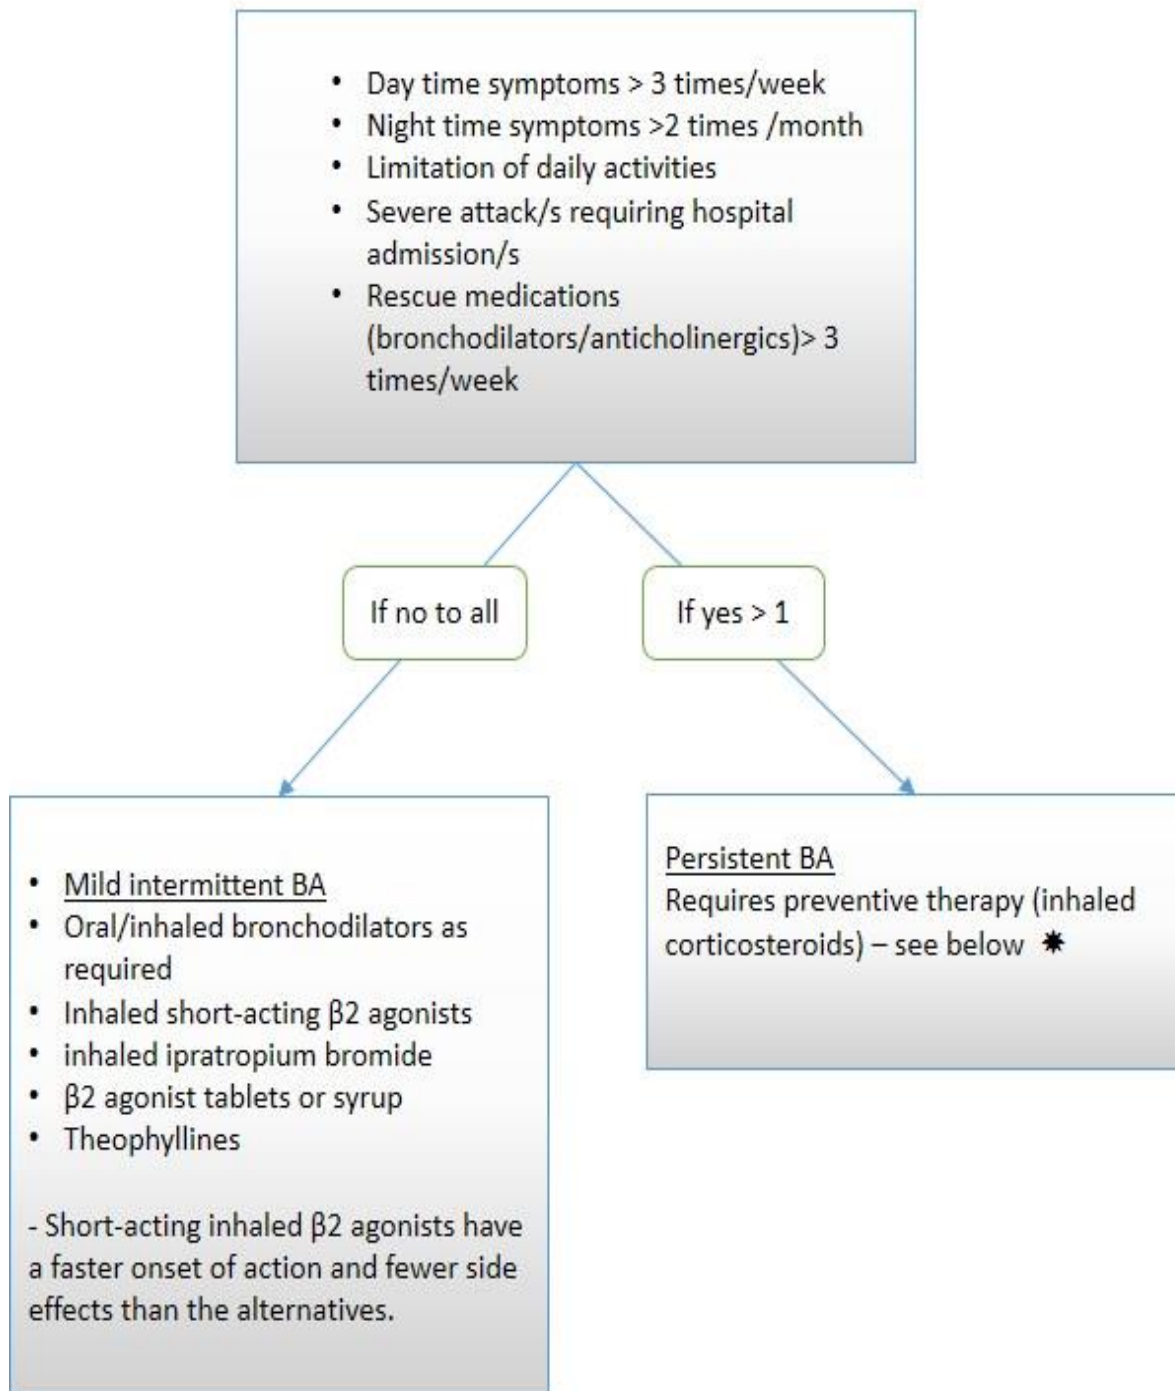 • Day time symptoms > 3 times/week
• Night time symptoms >2 times /month
• Limitation of daily activities
• Severe attack/s requiring hospital
admission/s
• Rescue medications
(bronchodilators/anticholinergics)> 3
times/week
If no to all
If yes > 1
• Mild intermittent BA
• Oral/inhaled bronchodilators as
required
• Inhaled short-acting β2 agonists
• inhaled ipratropium bromide
• β2 agonist tablets or syrup
• Theophyllines
- Short-acting inhaled β2 agonists have
a faster onset of action and fewer side
effects than the alternatives.
Persistent BA
Requires preventive therapy (inhaled
corticosteroids) – see below ✷